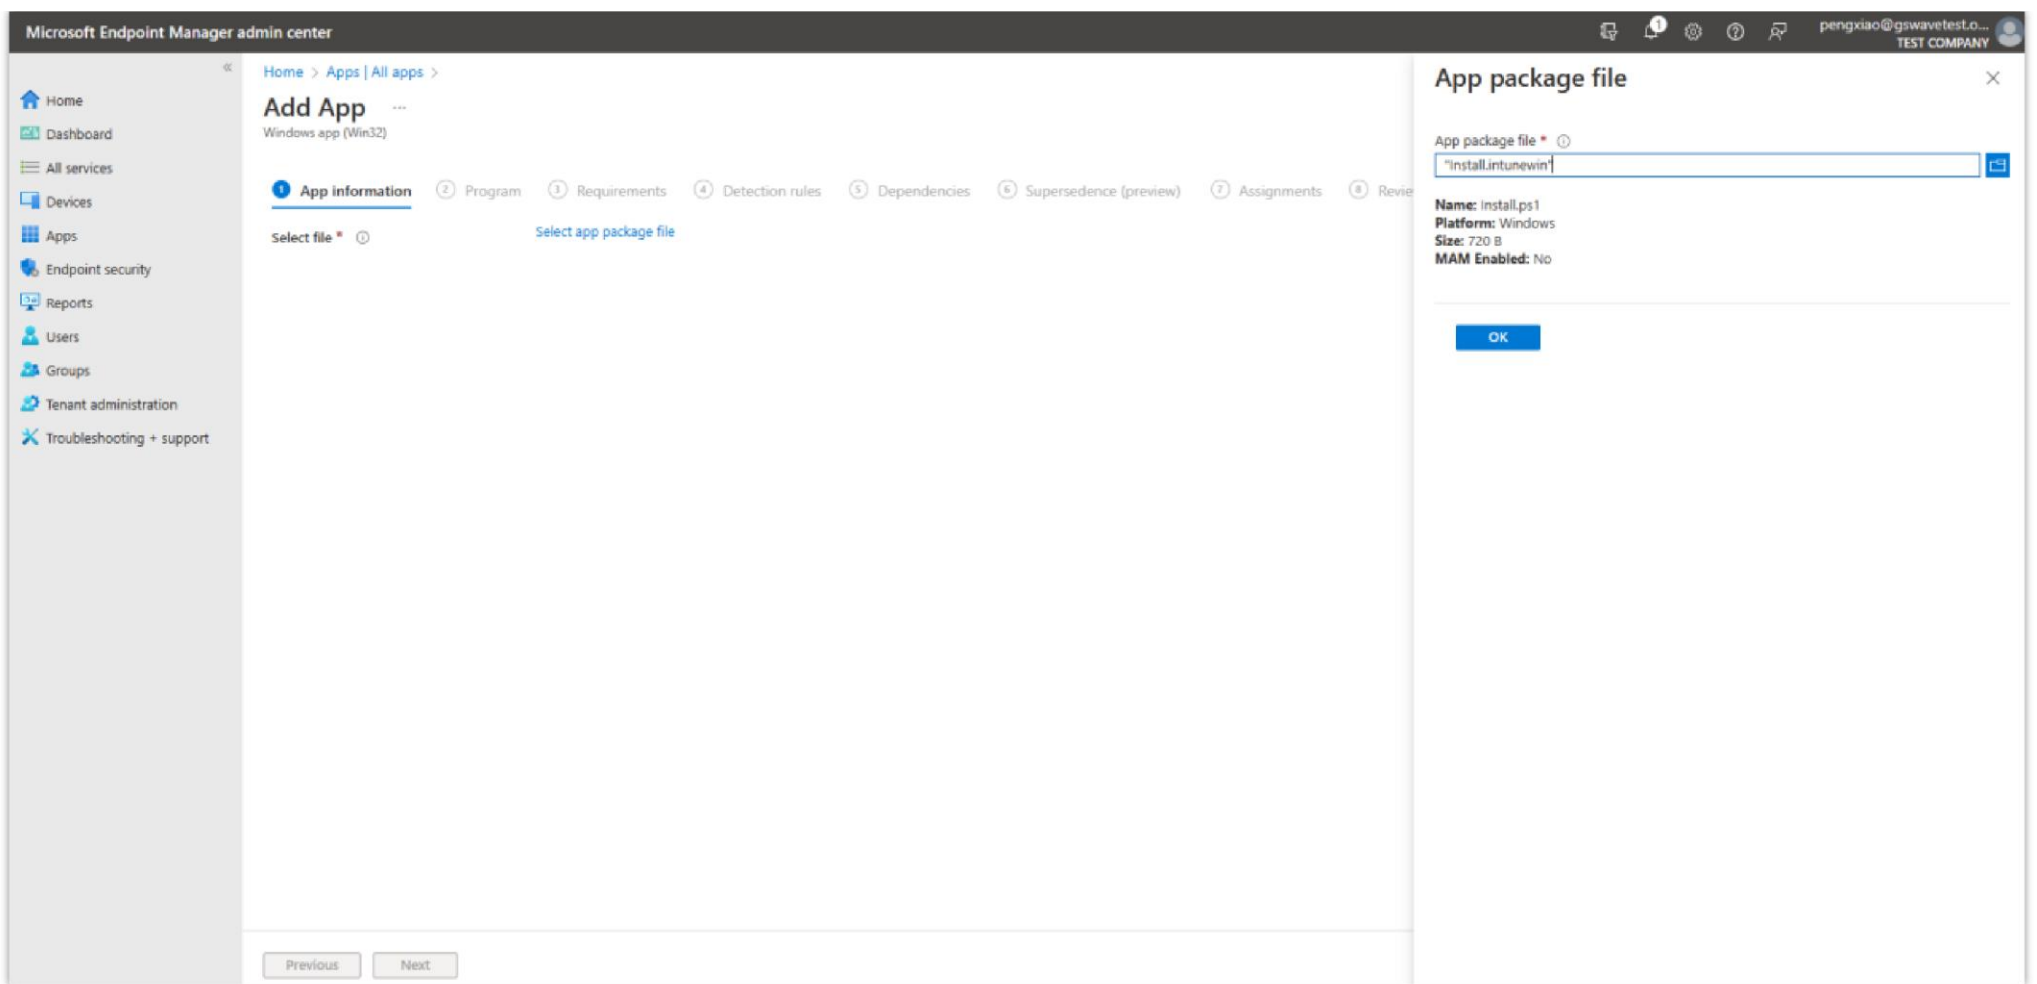 Microsoft Endpoint Manager admin center
1
pengxiao@gswavetest.o...
TEST COMPANY
«
Home
Dashboard
All services
Devices
Apps
Endpoint security
Reports
Users
Groups
Tenant administration
Troubleshooting + support
Home > Apps | All apps >
Add App ...
Windows app (Win32)
1 App information 2 Program 3 Requirements 4 Detection rules 5 Dependencies 6 Supersedence (preview) 7 Assignments 8 Revie
Select file * Select app package file
Previous Next
App package file
App package file *
"Install.intunewin"
Name: Install.ps1
Platform: Windows
Size: 720 B
MAM Enabled: No
OK